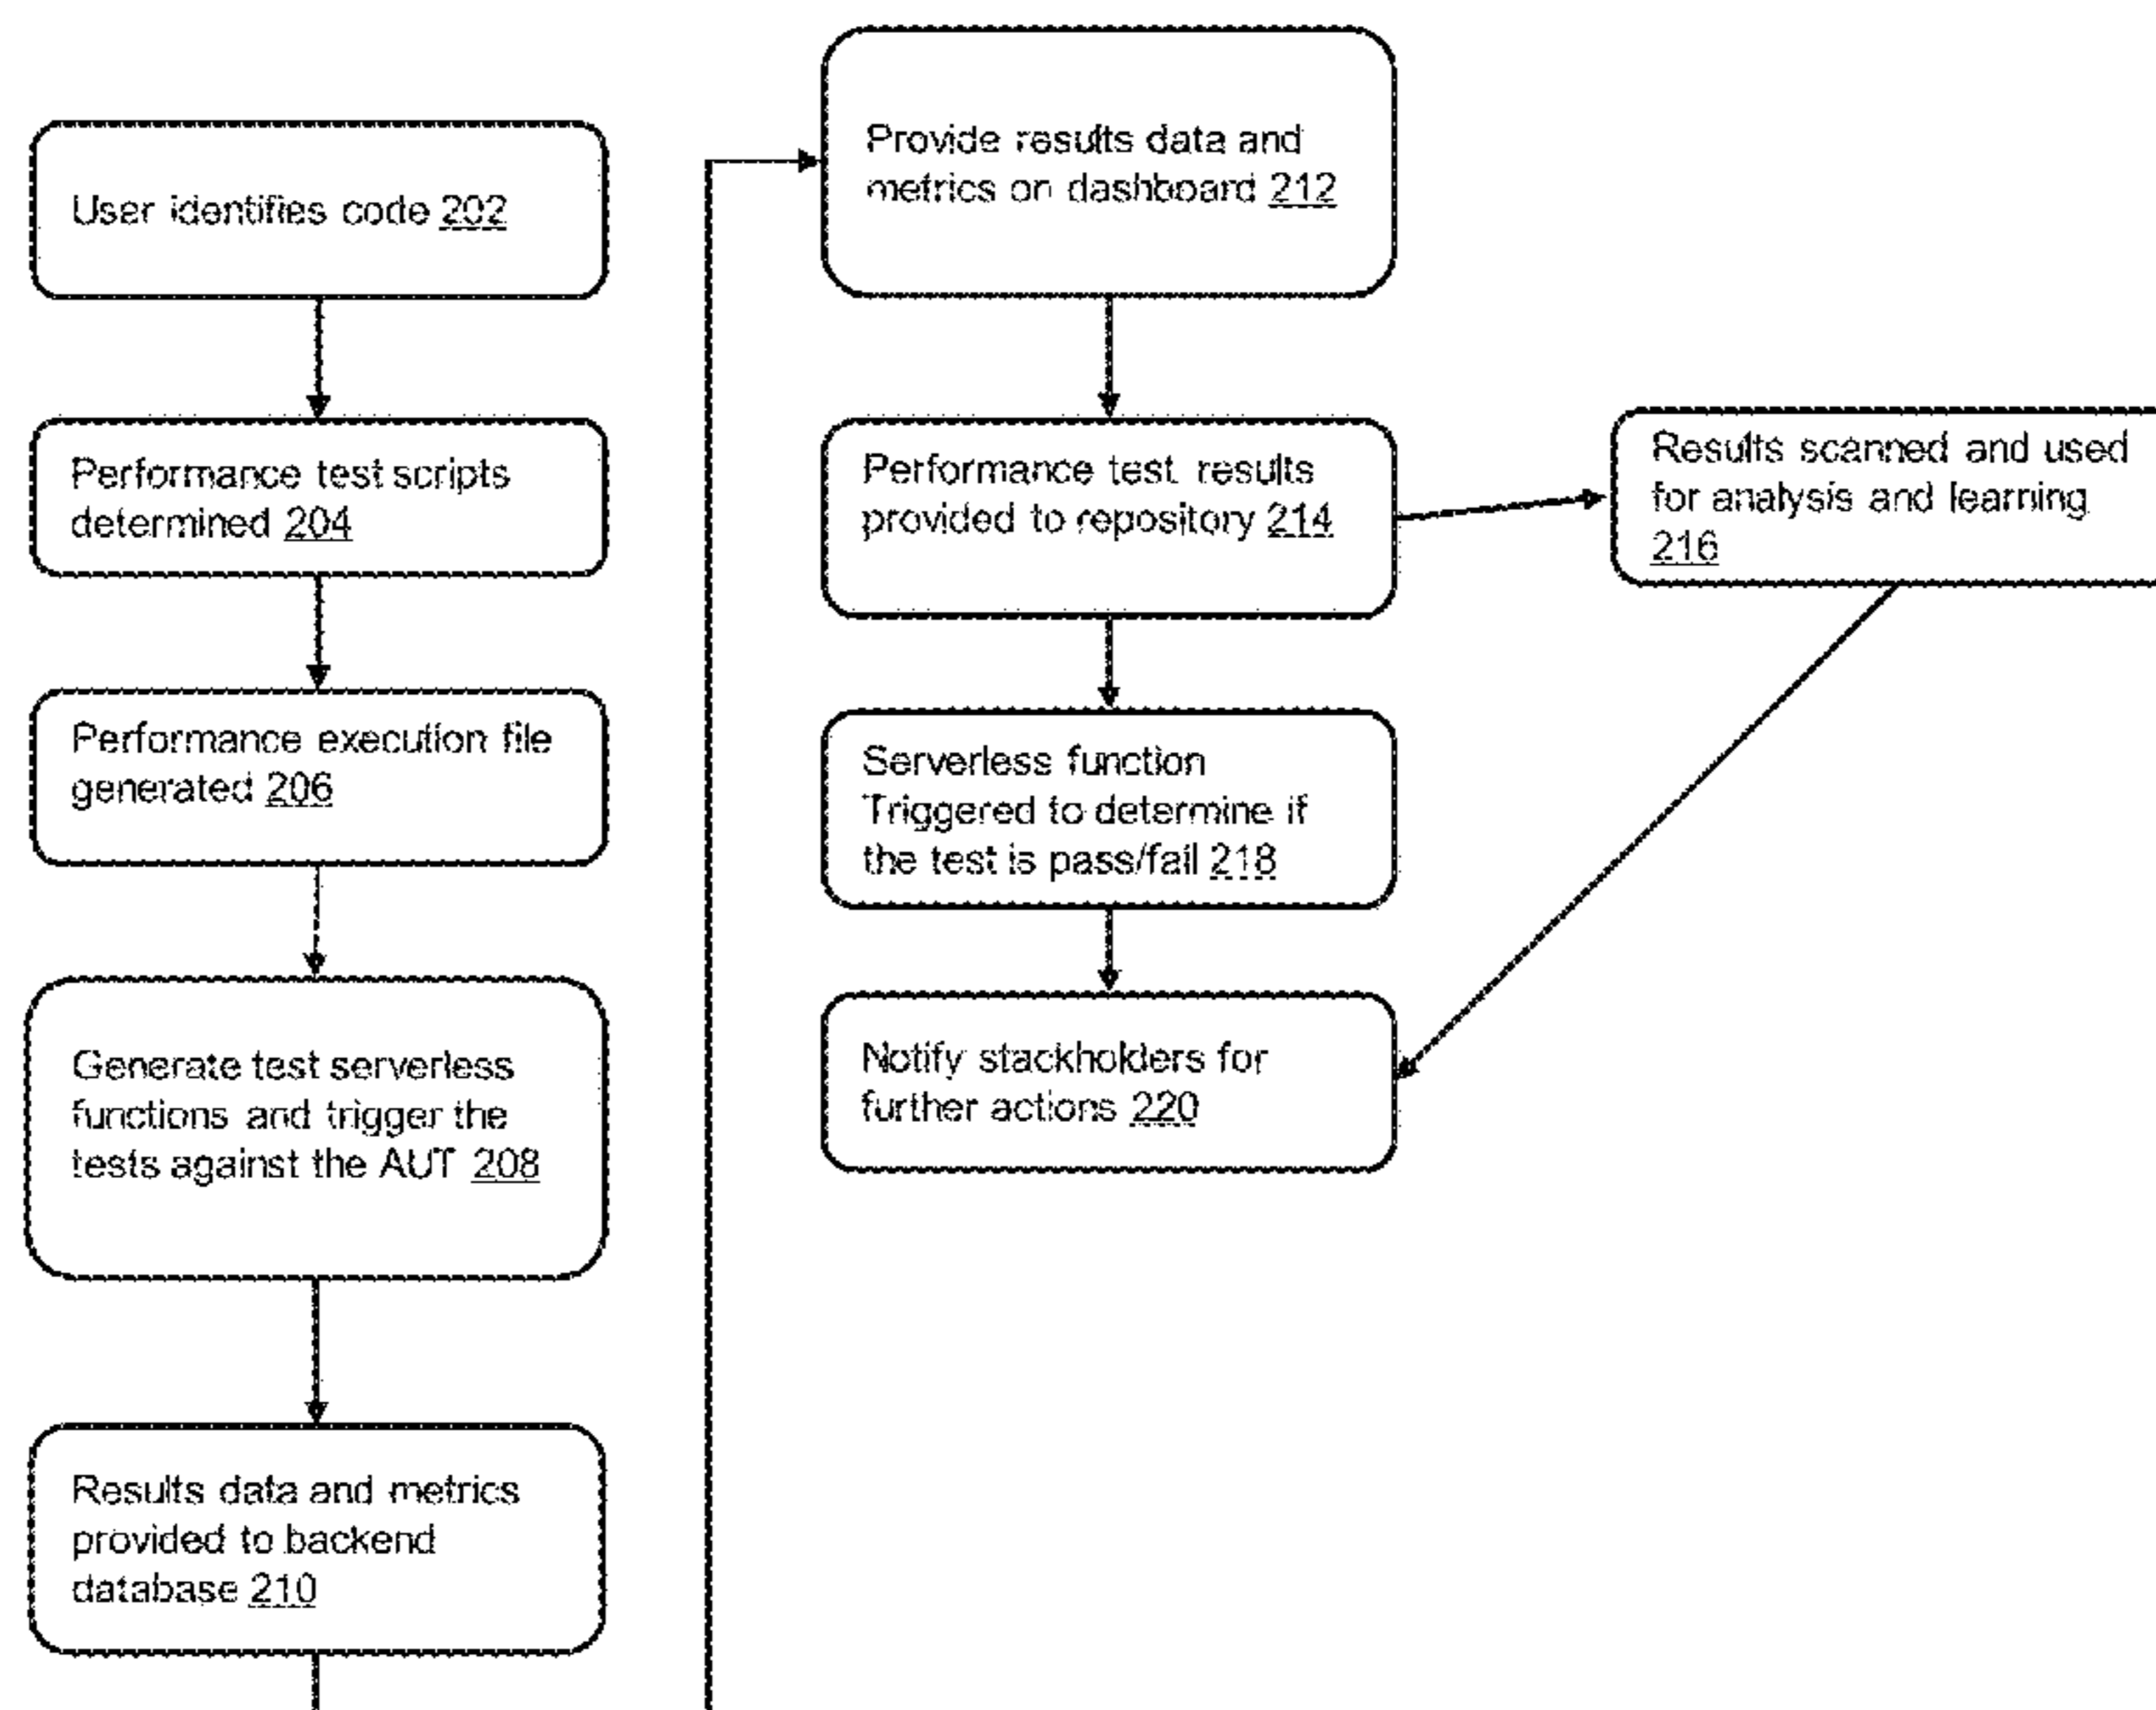 User identifies code 202
Performance test scripts
determined 204
Performance execution file
generated 206
Generate test serverless
functions and trigger the
tests against the AUT 208
Results data and metrics
provided to backend
database 210
Provide results data and
metrics on dashboard 212
Performance test results
provided to repository 214
Results scanned and used
for analysis and learning
216
Serverless function
Triggered to determine if
the test is pass/fail 218
Notify stackholders for
further actions 220